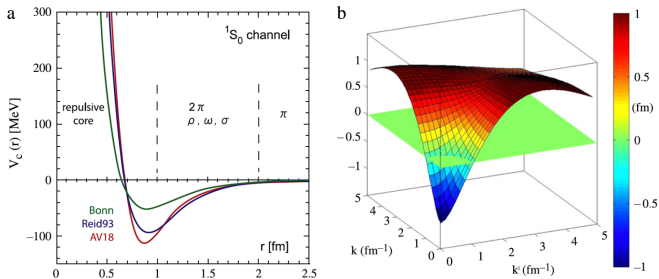 a
300
200
100
0
−100
V_c (r) [MeV]
¹S₀ channel
repulsive
core
2π
ρ , ω , σ
π
Bonn
Reid93
AV18
r [fm]
0 0.5 1 1.5 2 2.5
b
1
0.5
0
−0.5
−1
5
4
3
2
1
0
k (fm⁻¹)
0
1
2
3
4
5
k' (fm⁻¹)
1
0.5
(fm)
0
−0.5
−1